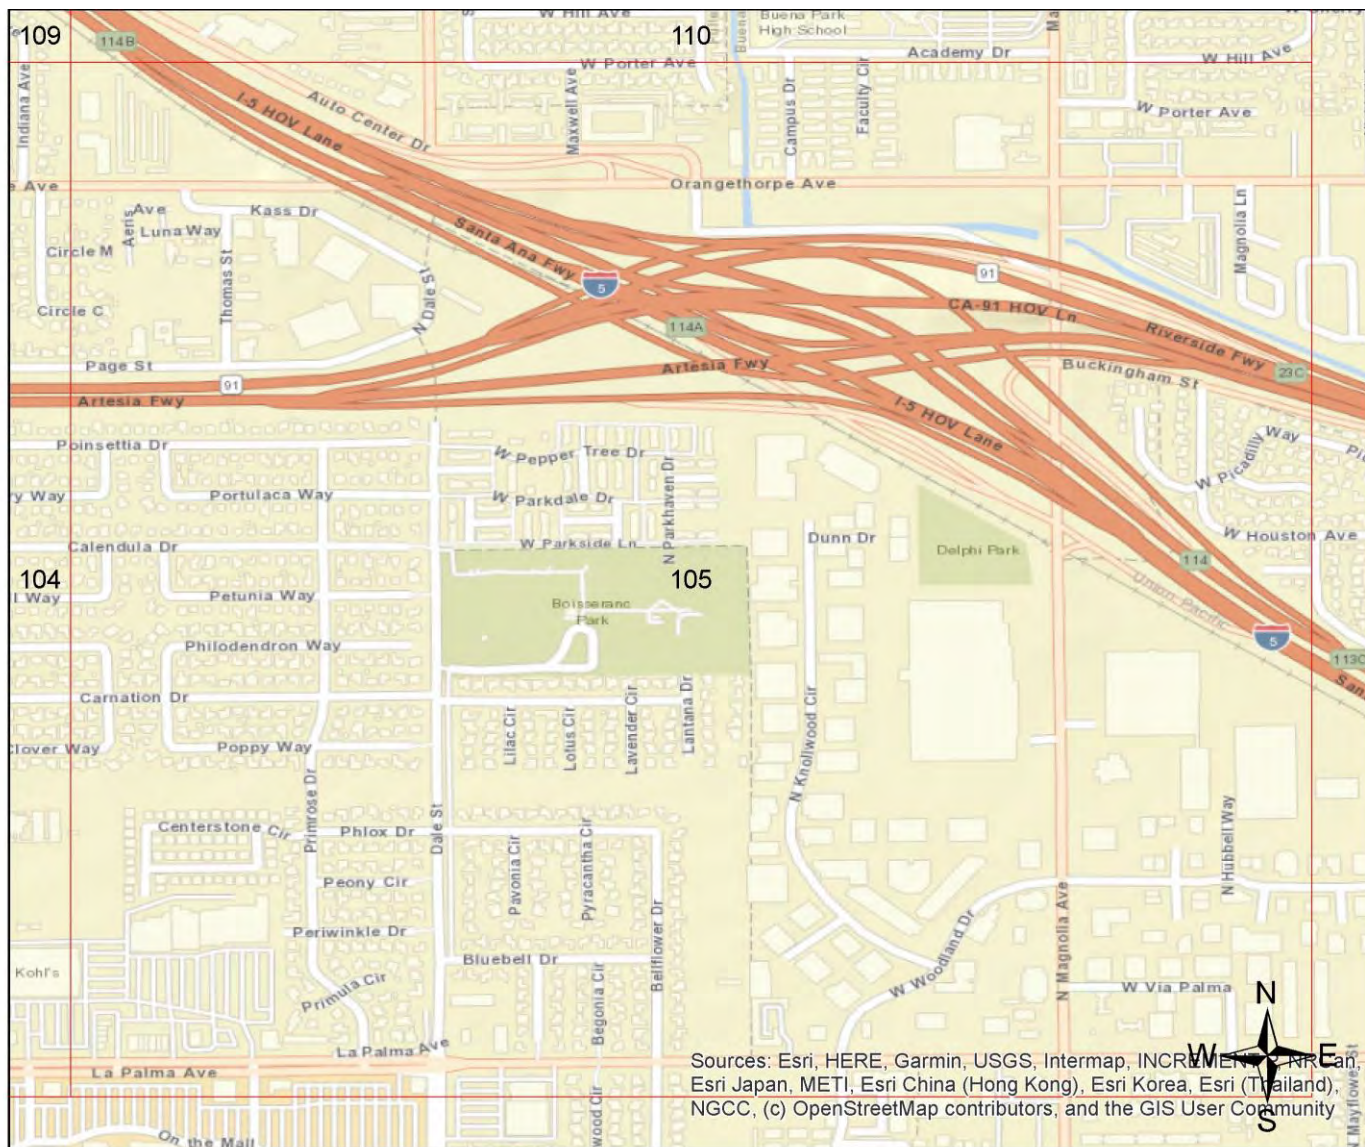 W Hill Ave
Buena Park
High School
109
110
114B
Academy Dr
W Hill Ave
W Porter Ave
Indiana Ave
I-5 HOV Lane
Auto Center Dr
Maxwell Ave
Campus Dr
Faculty Cir
W Porter Ave
Orangethorpe Ave
Ave
Aeris
Ave
Luna Way
Kass Dr
Circle M
Thomas St
Santa Ana Fwy
5
91
Magnolia Ln
CA-91 HOV Ln
Riverside Fwy
Circle C
N Dale St
114A
Page St
Artesia Fwy
Buckingham St
23C
91
Artesia Fwy
I-5 HOV Lane
Poinsettia Dr
W Pepper Tree Dr
N Parkhaven Dr
W Picadilly Way
Portulaca Way
W Parkdale Dr
Calendula Dr
W Parkside Ln
Dunn Dr
Delphi Park
W Houston Ave
114
104
105
Petunia Way
Boisseranc
Park
Union Pacific
5
Philodendron Way
113C
San
Carnation Dr
Lilac Cir
Lotus Cir
Lavender Cir
Lantana Dr
N Knollwood Cir
Clover Way
Poppy Way
Primrose Dr
Dale St
Centerstone Cir
Phlox Dr
N Hubbell Way
Pavonia Cir
Pyracantha Cir
Peony Cir
Bellflower Dr
N Magnolia Ave
W Woodland Dr
Periwinkle Dr
Kohl's
Bluebell Dr
Primula Cir
Begonia Cir
W Via Palma
N
W
E
S
La Palma Ave
La Palma Ave
Mayflower St
On the Mall
wood Cir
Sources: Esri, HERE, Garmin, USGS, Intermap,
Esri Japan, METI, Esri China (Hong Kong), Esri Korea, Esri (Thailand),
NGCC, (c) OpenStreetMap contributors, and the GIS User Community